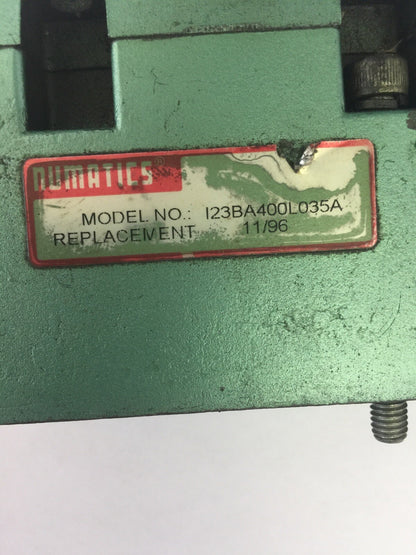 NUMATICS®
MODEL NO.: I23BA400L035A
REPLACEMENT 11/96